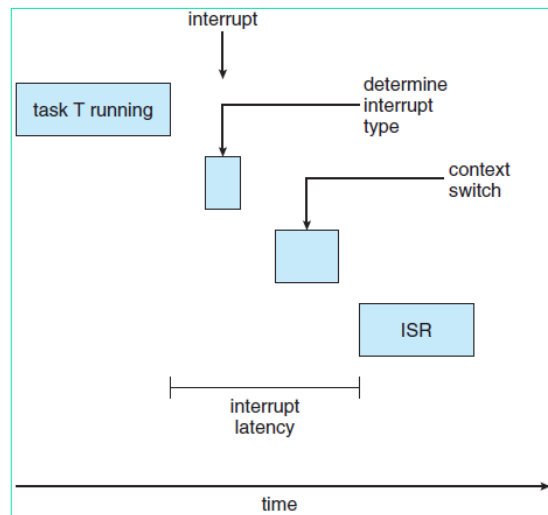 interrupt
task T running
determine
interrupt
type
context
switch
ISR
interrupt
latency
time